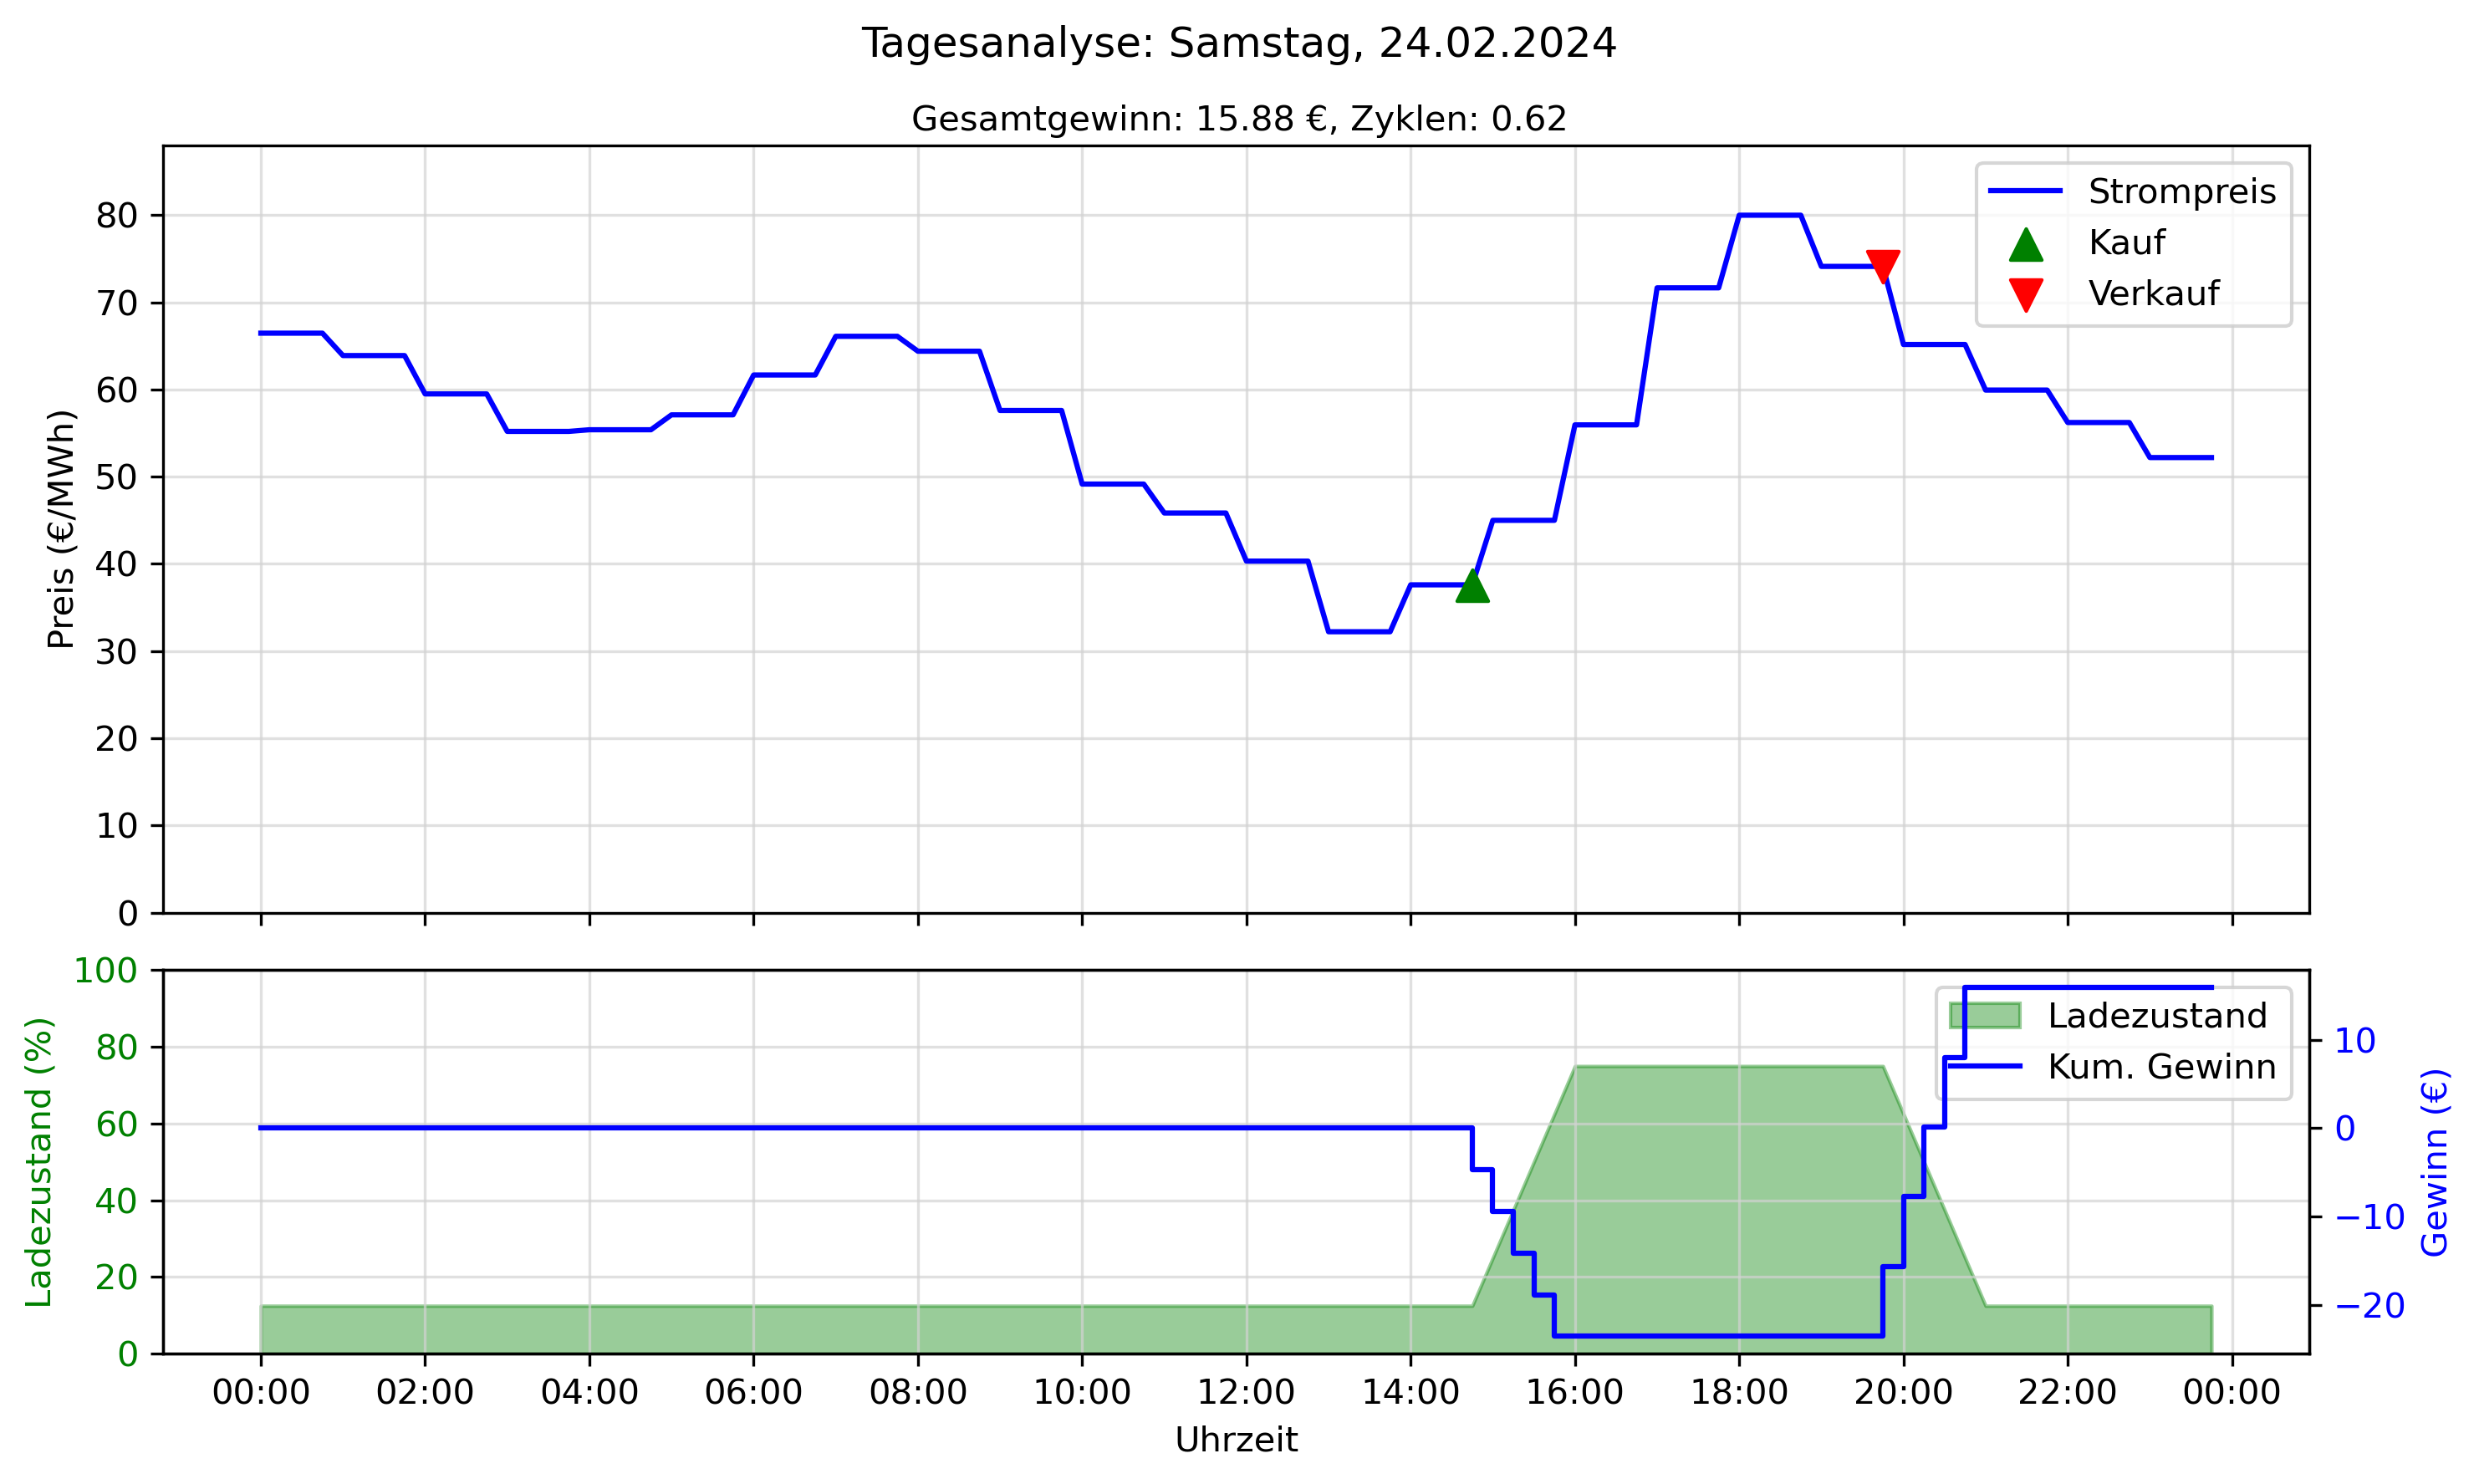 Tagesanalyse: Samstag, 24.02.2024
Gesamtgewinn: 15.88 €, Zyklen: 0.62
Preis (€/MWh)
80
70
60
50
40
30
20
10
0
Strompreis
Kauf
Verkauf
Ladezustand (%)
100
80
60
40
20
0
Ladezustand
Kum. Gewinn
10
0
−10
−20
Gewinn (€)
00:00 02:00 04:00 06:00 08:00 10:00 12:00 14:00 16:00 18:00 20:00 22:00 00:00
Uhrzeit